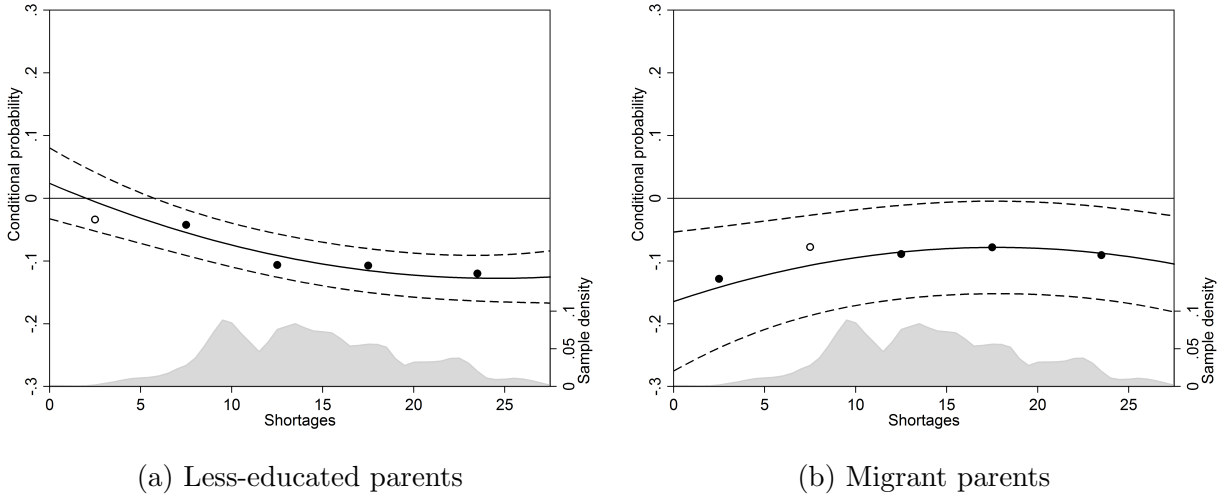 Conditional probability
.3
.2
.1
0
-.1
-.2
-.3
.1
.05
0
Sample density
0 5 10 15 20 25
Shortages
(a) Less-educated parents
Conditional probability
.3
.2
.1
0
-.1
-.2
-.3
.1
.05
0
Sample density
0 5 10 15 20 25
Shortages
(b) Migrant parents